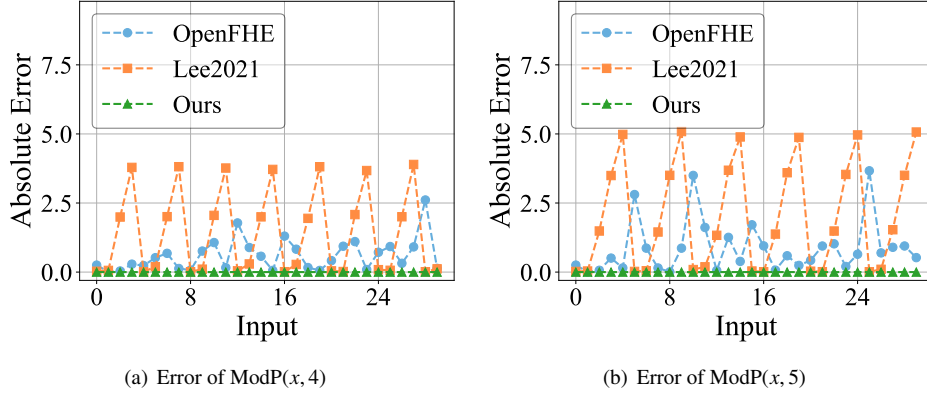 OpenFHE
Lee2021
Ours
Absolute Error
7.5
5.0
2.5
0.0
0
8
16
24
Input
(a) Error of ModP(x, 4)
OpenFHE
Lee2021
Ours
Absolute Error
7.5
5.0
2.5
0.0
0
8
16
24
Input
(b) Error of ModP(x, 5)